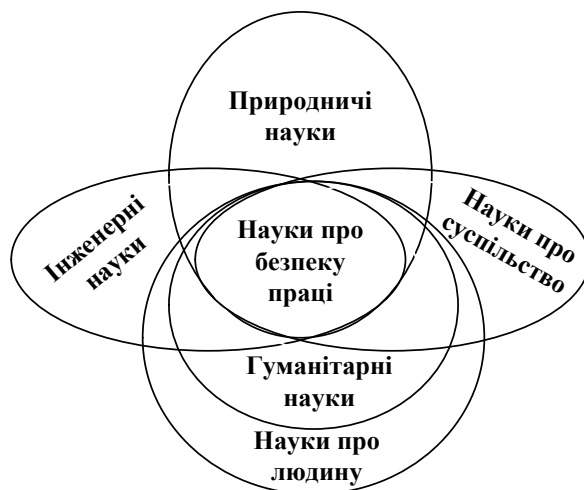 Природничі
науки
Інженерні
науки
Науки про
безпеку
праці
Науки про
суспільство
Гуманітарні
науки
Науки про
людину